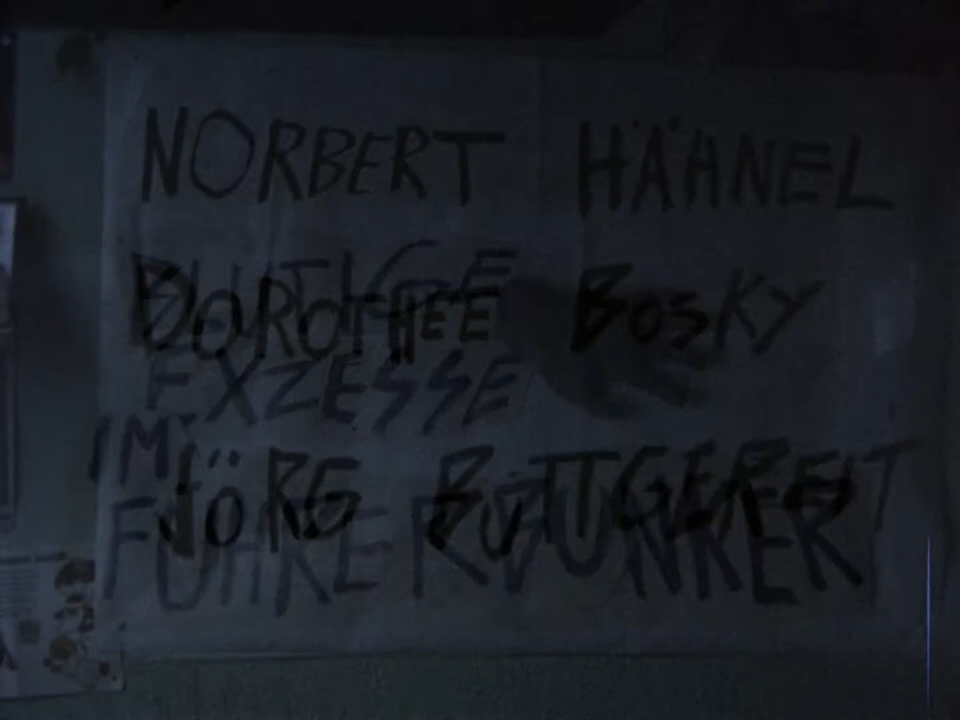 NORBERT HÄHNEL
BLUTIGE
DOROTHEE BOSKY
EXZESSE
IM
JÖRG BUTTGEREIT
FÜHRERBUNKER